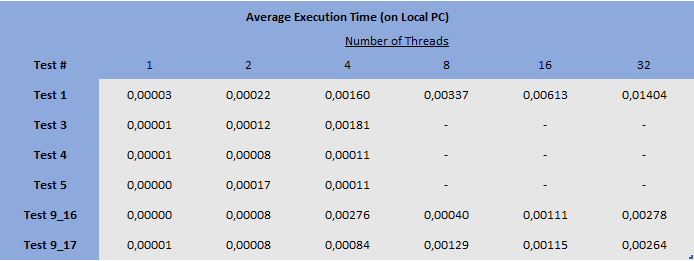 Average Execution Time (on Local PC)
Number of Threads
Test # 1 2 4 8 16 32
Test 1 0,00003 0,00022 0,00160 0,00337 0,00613 0,01404
Test 3 0,00001 0,00012 0,00181 - - -
Test 4 0,00001 0,00008 0,00011 - - -
Test 5 0,00000 0,00017 0,00011 - - -
Test 9_16 0,00000 0,00008 0,00276 0,00040 0,00111 0,00278
Test 9_17 0,00001 0,00008 0,00084 0,00129 0,00115 0,00264